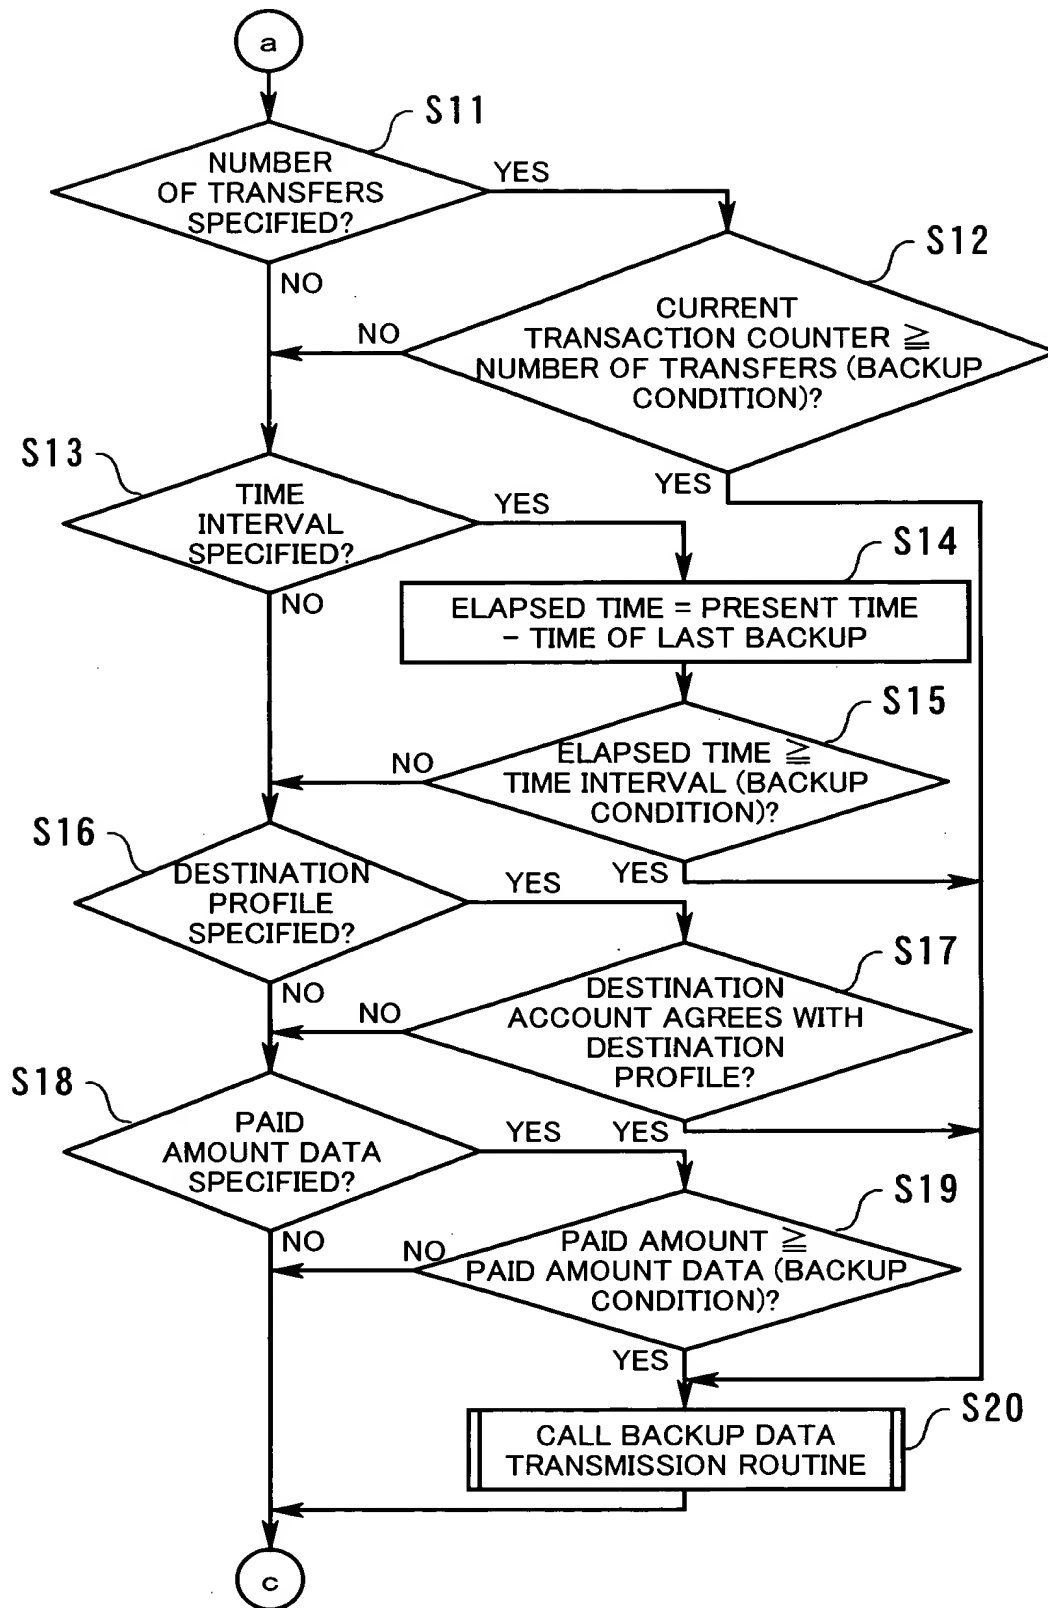 a
S11
NUMBER
OF TRANSFERS
SPECIFIED?
YES
NO
S12
CURRENT
TRANSACTION COUNTER ≧
NUMBER OF TRANSFERS (BACKUP
CONDITION)?
NO
YES
S13
TIME
INTERVAL
SPECIFIED?
YES
NO
S14
ELAPSED TIME = PRESENT TIME
− TIME OF LAST BACKUP
S15
ELAPSED TIME ≧
TIME INTERVAL (BACKUP
CONDITION)?
NO
YES
S16
DESTINATION
PROFILE
SPECIFIED?
YES
NO
S17
DESTINATION
ACCOUNT AGREES WITH
DESTINATION
PROFILE?
NO
YES
S18
PAID
AMOUNT DATA
SPECIFIED?
YES
NO
S19
PAID AMOUNT ≧
PAID AMOUNT DATA (BACKUP
CONDITION)?
NO
YES
S20
CALL BACKUP DATA
TRANSMISSION ROUTINE
c